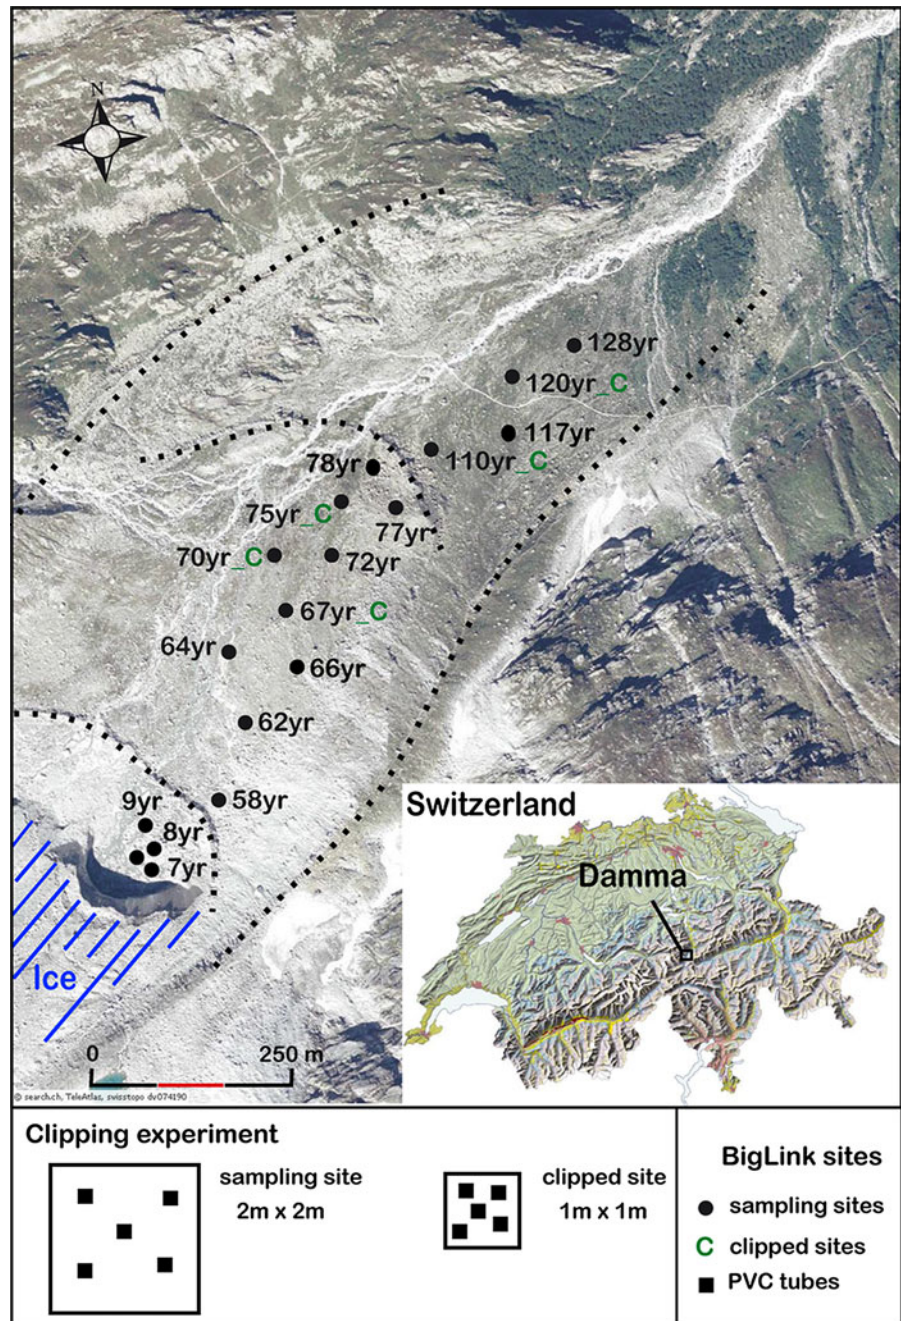 N
128yr
120yr_C
117yr
110yr_C
78yr
75yr_C
77yr
70yr_C
72yr
67yr_C
64yr
66yr
62yr
58yr
9yr
8yr
7yr
Ice
0 250 m
© search.ch, TeleAtlas, swisstopo dv074190
Switzerland
Damma
Clipping experiment
sampling site
2m x 2m
clipped site
1m x 1m
BigLink sites
sampling sites
C clipped sites
PVC tubes